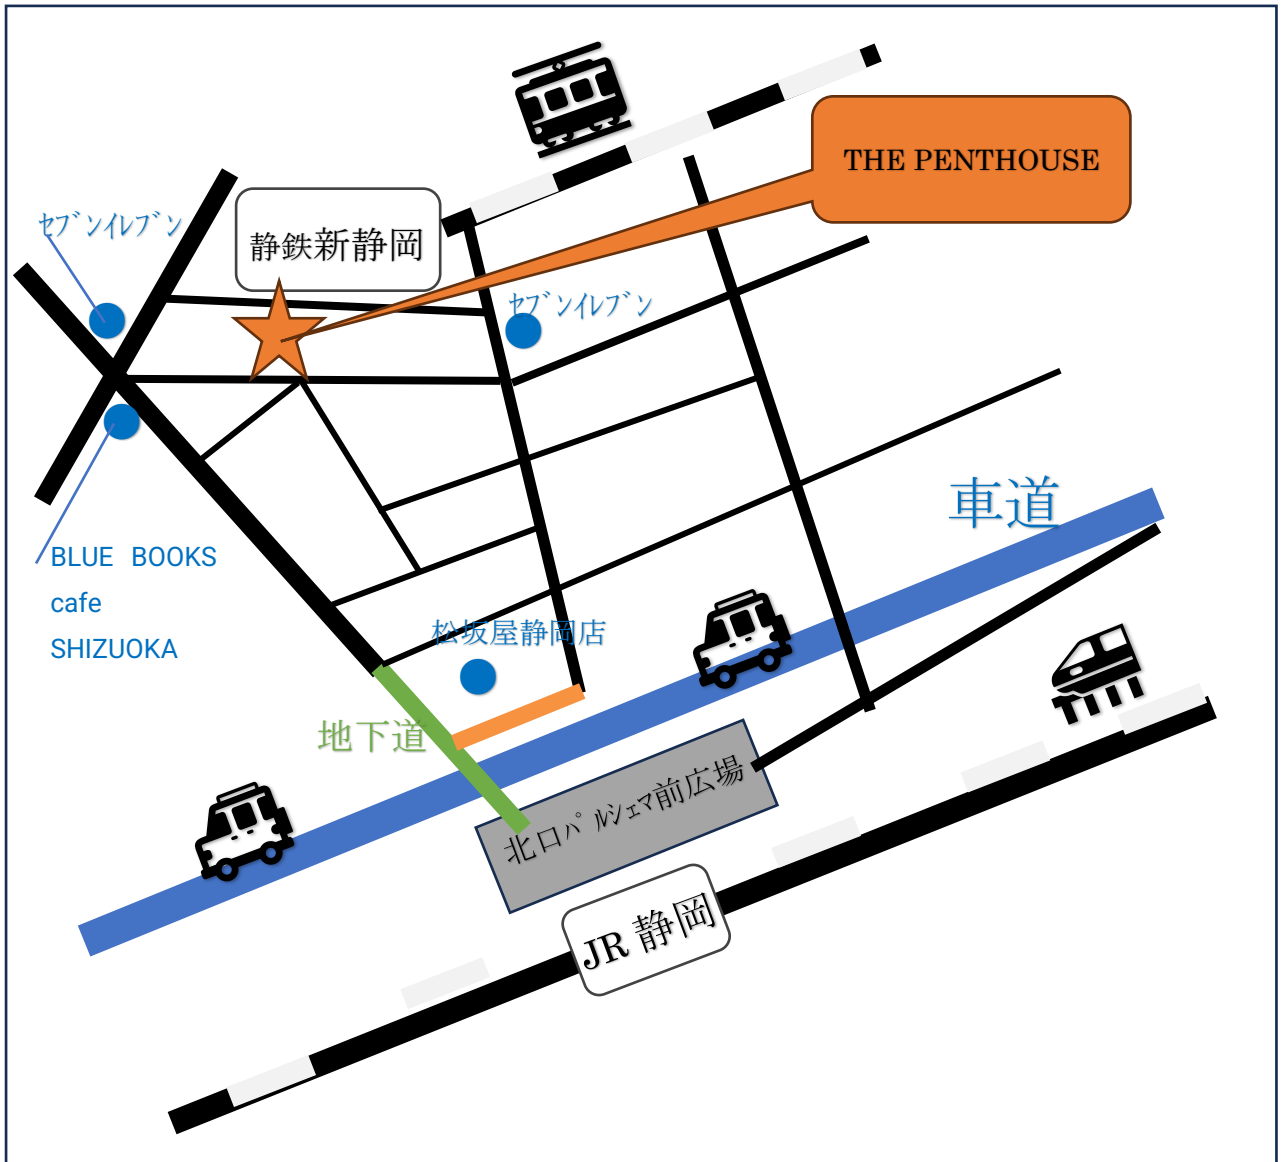 THE PENTHOUSE
ｾﾌﾞﾝｲﾚﾌﾞﾝ
静鉄新静岡
ｾﾌﾞﾝｲﾚﾌﾞﾝ
車道
BLUE BOOKS
cafe
SHIZUOKA
松坂屋静岡店
地下道
北口ﾊﾟﾙｼｪﾏ前広場
JR 静岡